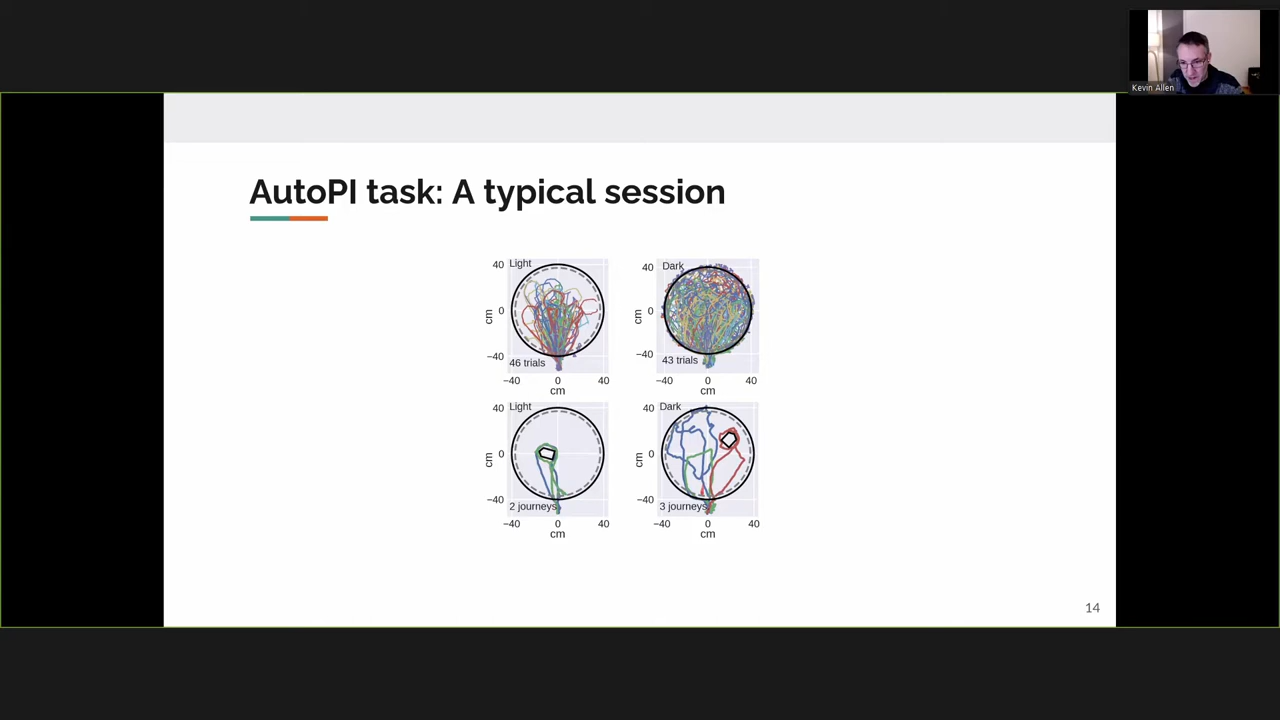 Kevin Allen
AutoPI task: A typical session
Light
Dark
40
0
−40
cm
46 trials
−40 0 40
cm
40
0
−40
cm
43 trials
−40 0 40
cm
Light
Dark
40
0
−40
cm
2 journeys
−40 0 40
cm
40
0
−40
cm
3 journeys
−40 0 40
cm
14